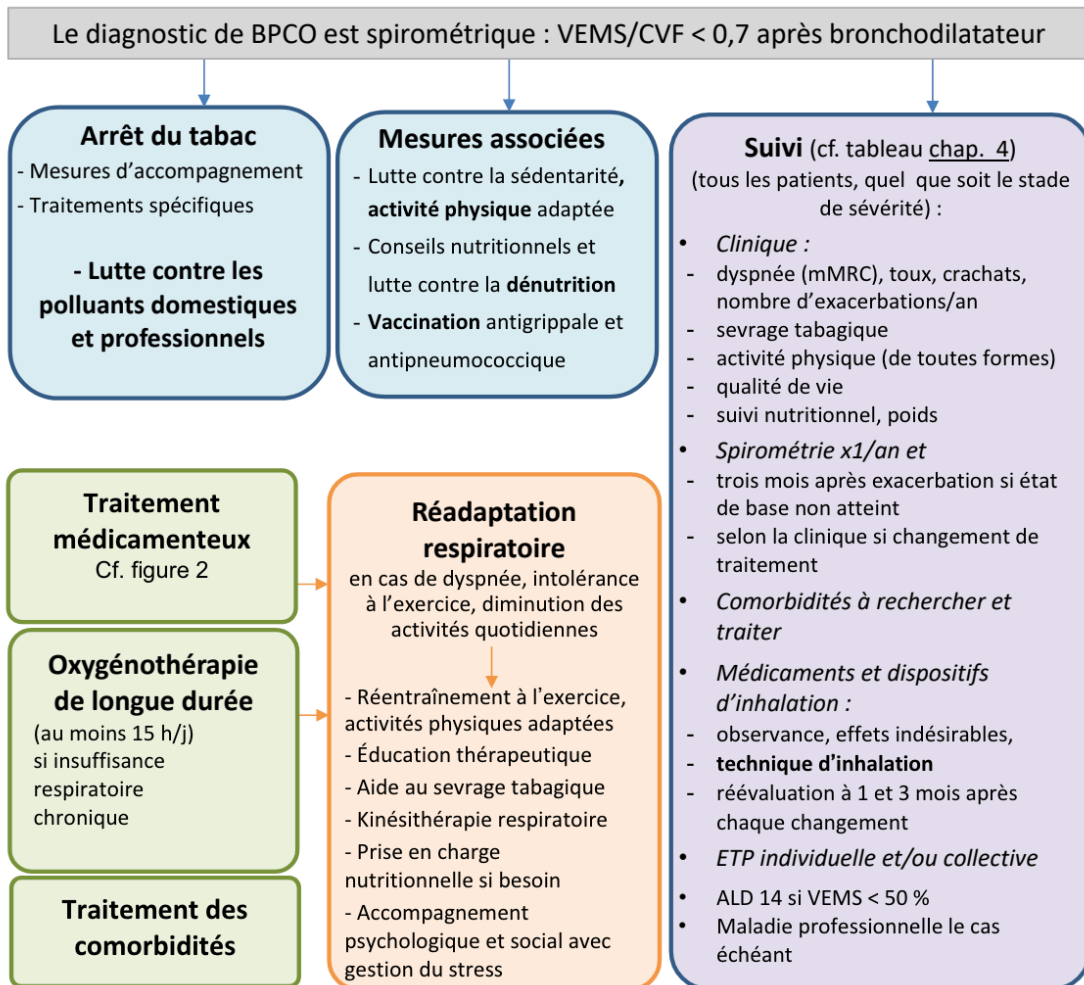 Le diagnostic de BPCO est spirométrique : VEMS/CVF < 0,7 après bronchodilatateur
Arrêt du tabac
- Mesures d'accompagnement
- Traitements spécifiques
- Lutte contre les
polluants domestiques
et professionnels
Mesures associées
- Lutte contre la sédentarité,
activité physique adaptée
- Conseils nutritionnels et
lutte contre la dénutrition
- Vaccination antigrippale et
antipneumococcique
Suivi (cf. tableau chap. 4)
(tous les patients, quel que soit le stade
de sévérité) :
• Clinique :
- dyspnée (mMRC), toux, crachats,
nombre d'exacerbations/an
- sevrage tabagique
- activité physique (de toutes formes)
- qualité de vie
- suivi nutritionnel, poids
• Spirométrie x1/an et
- trois mois après exacerbation si état
de base non atteint
- selon la clinique si changement de
traitement
• Comorbidités à rechercher et
traiter
• Médicaments et dispositifs
d'inhalation :
- observance, effets indésirables,
- technique d'inhalation
- réévaluation à 1 et 3 mois après
chaque changement
• ETP individuelle et/ou collective
• ALD 14 si VEMS < 50 %
• Maladie professionnelle le cas
échéant
Traitement
médicamenteux
Cf. figure 2
Oxygénothérapie
de longue durée
(au moins 15 h/j)
si insuffisance
respiratoire
chronique
Traitement des
comorbidités
Réadaptation
respiratoire
en cas de dyspnée, intolérance
à l'exercice, diminution des
activités quotidiennes
- Réentraînement à l'exercice,
activités physiques adaptées
- Éducation thérapeutique
- Aide au sevrage tabagique
- Kinésithérapie respiratoire
- Prise en charge
nutritionnelle si besoin
- Accompagnement
psychologique et social avec
gestion du stress